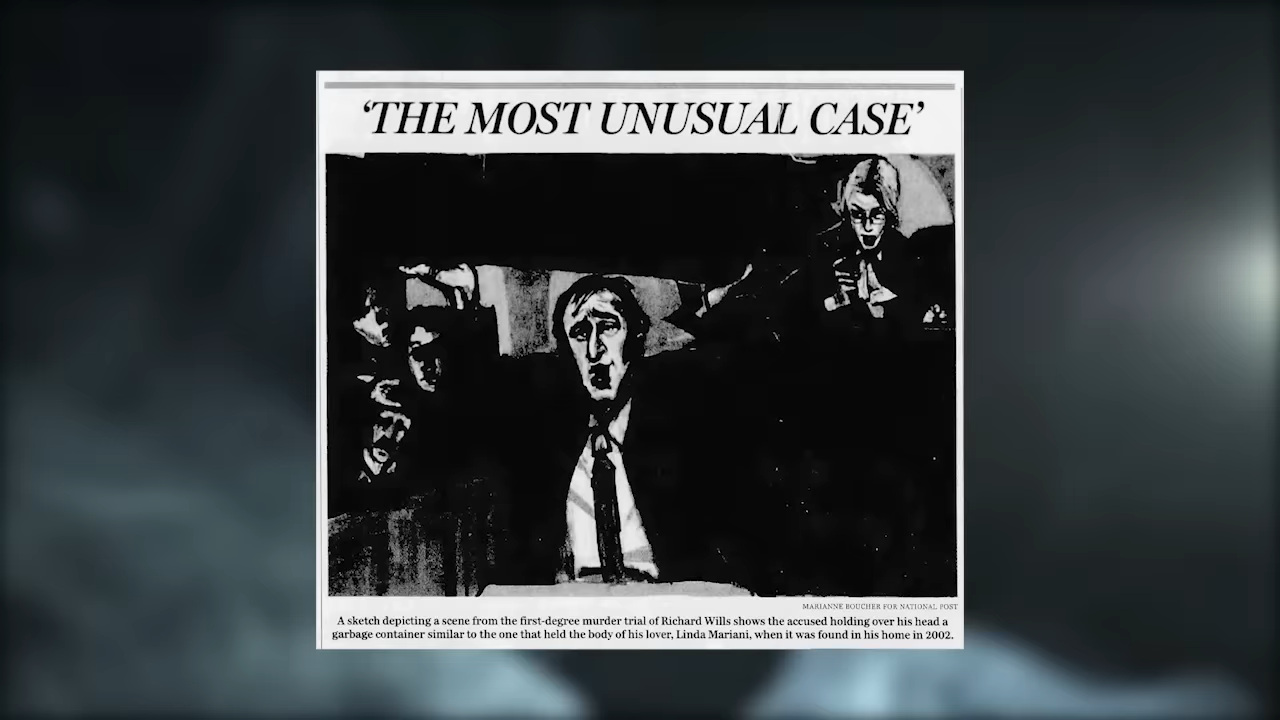 ‘THE MOST UNUSUAL CASE’
MARIANNE BOUCHER FOR NATIONAL POST
A sketch depicting a scene from the first-degree murder trial of Richard Wills shows the accused holding over his head a
garbage container similar to the one that held the body of his lover, Linda Mariani, when it was found in his home in 2002.